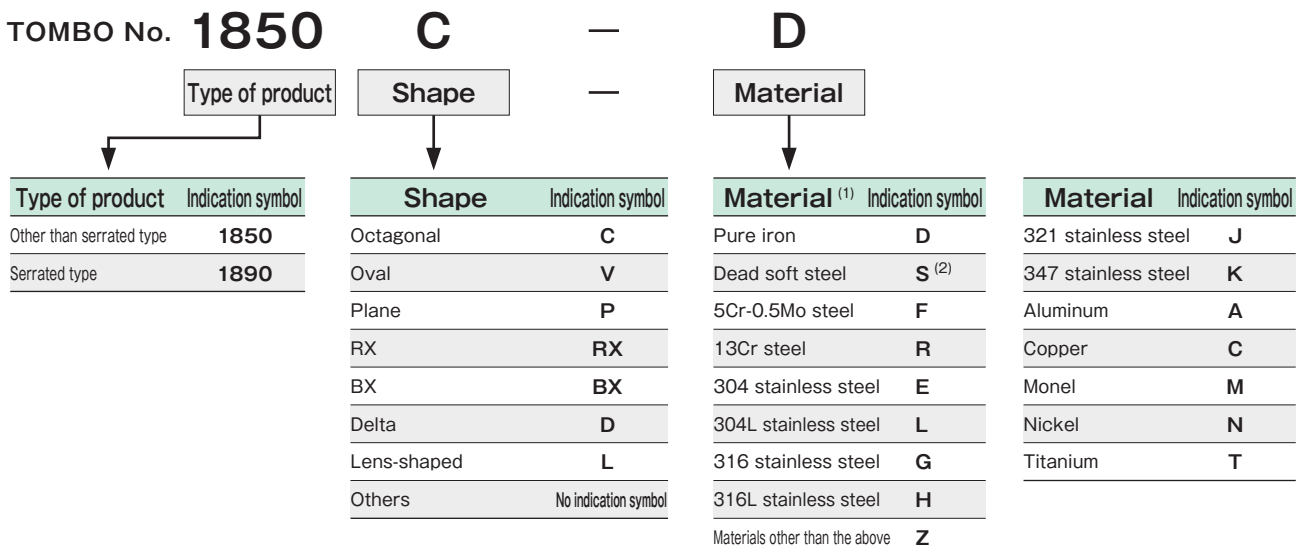 TOMBO No. 1850 C — D
Type of product Shape — Material
Type of product Indication symbol
Other than serrated type 1850
Serrated type 1890
Shape Indication symbol
Octagonal C
Oval V
Plane P
RX RX
BX BX
Delta D
Lens-shaped L
Others No indication symbol
Material (1) Indication symbol
Pure iron D
Dead soft steel S (2)
5Cr-0.5Mo steel F
13Cr steel R
304 stainless steel E
304L stainless steel L
316 stainless steel G
316L stainless steel H
Materials other than the above Z
Material Indication symbol
321 stainless steel J
347 stainless steel K
Aluminum A
Copper C
Monel M
Nickel N
Titanium T